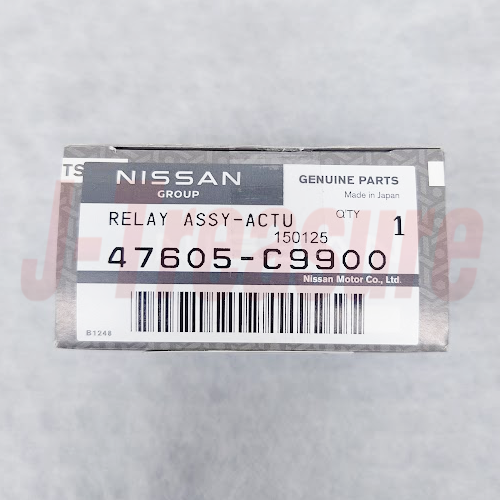 TS
NISSAN
GROUP
GENUINE PARTS
Made in Japan
RELAY ASSY-ACTU
QTY
1
150125
47605-C9900
Nissan Motor Co., Ltd.
B1248
J-Treasure